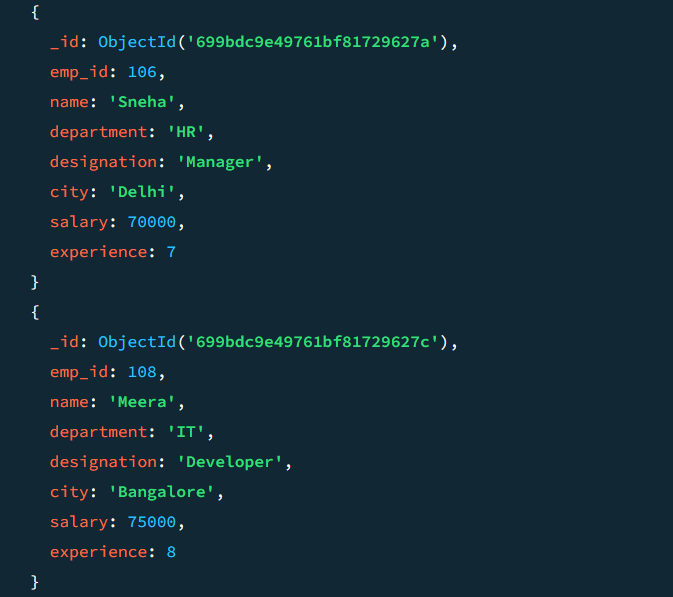 {
_id: ObjectId('699bdc9e49761bf81729627a'),
emp_id: 106,
name: 'Sneha',
department: 'HR',
designation: 'Manager',
city: 'Delhi',
salary: 70000,
experience: 7
}
{
_id: ObjectId('699bdc9e49761bf81729627c'),
emp_id: 108,
name: 'Meera',
department: 'IT',
designation: 'Developer',
city: 'Bangalore',
salary: 75000,
experience: 8
}